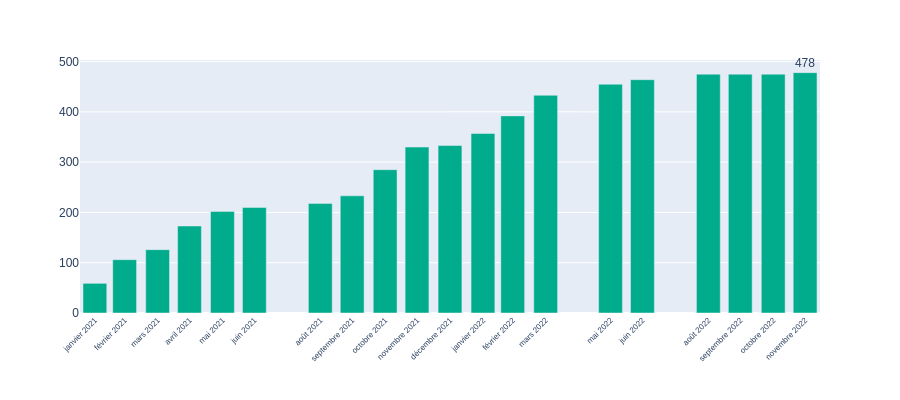 500
400
300
200
100
0
478
janvier 2021
février 2021
mars 2021
avril 2021
mai 2021
juin 2021
août 2021
septembre 2021
octobre 2021
novembre 2021
décembre 2021
janvier 2022
février 2022
mars 2022
mai 2022
juin 2022
août 2022
septembre 2022
octobre 2022
novembre 2022